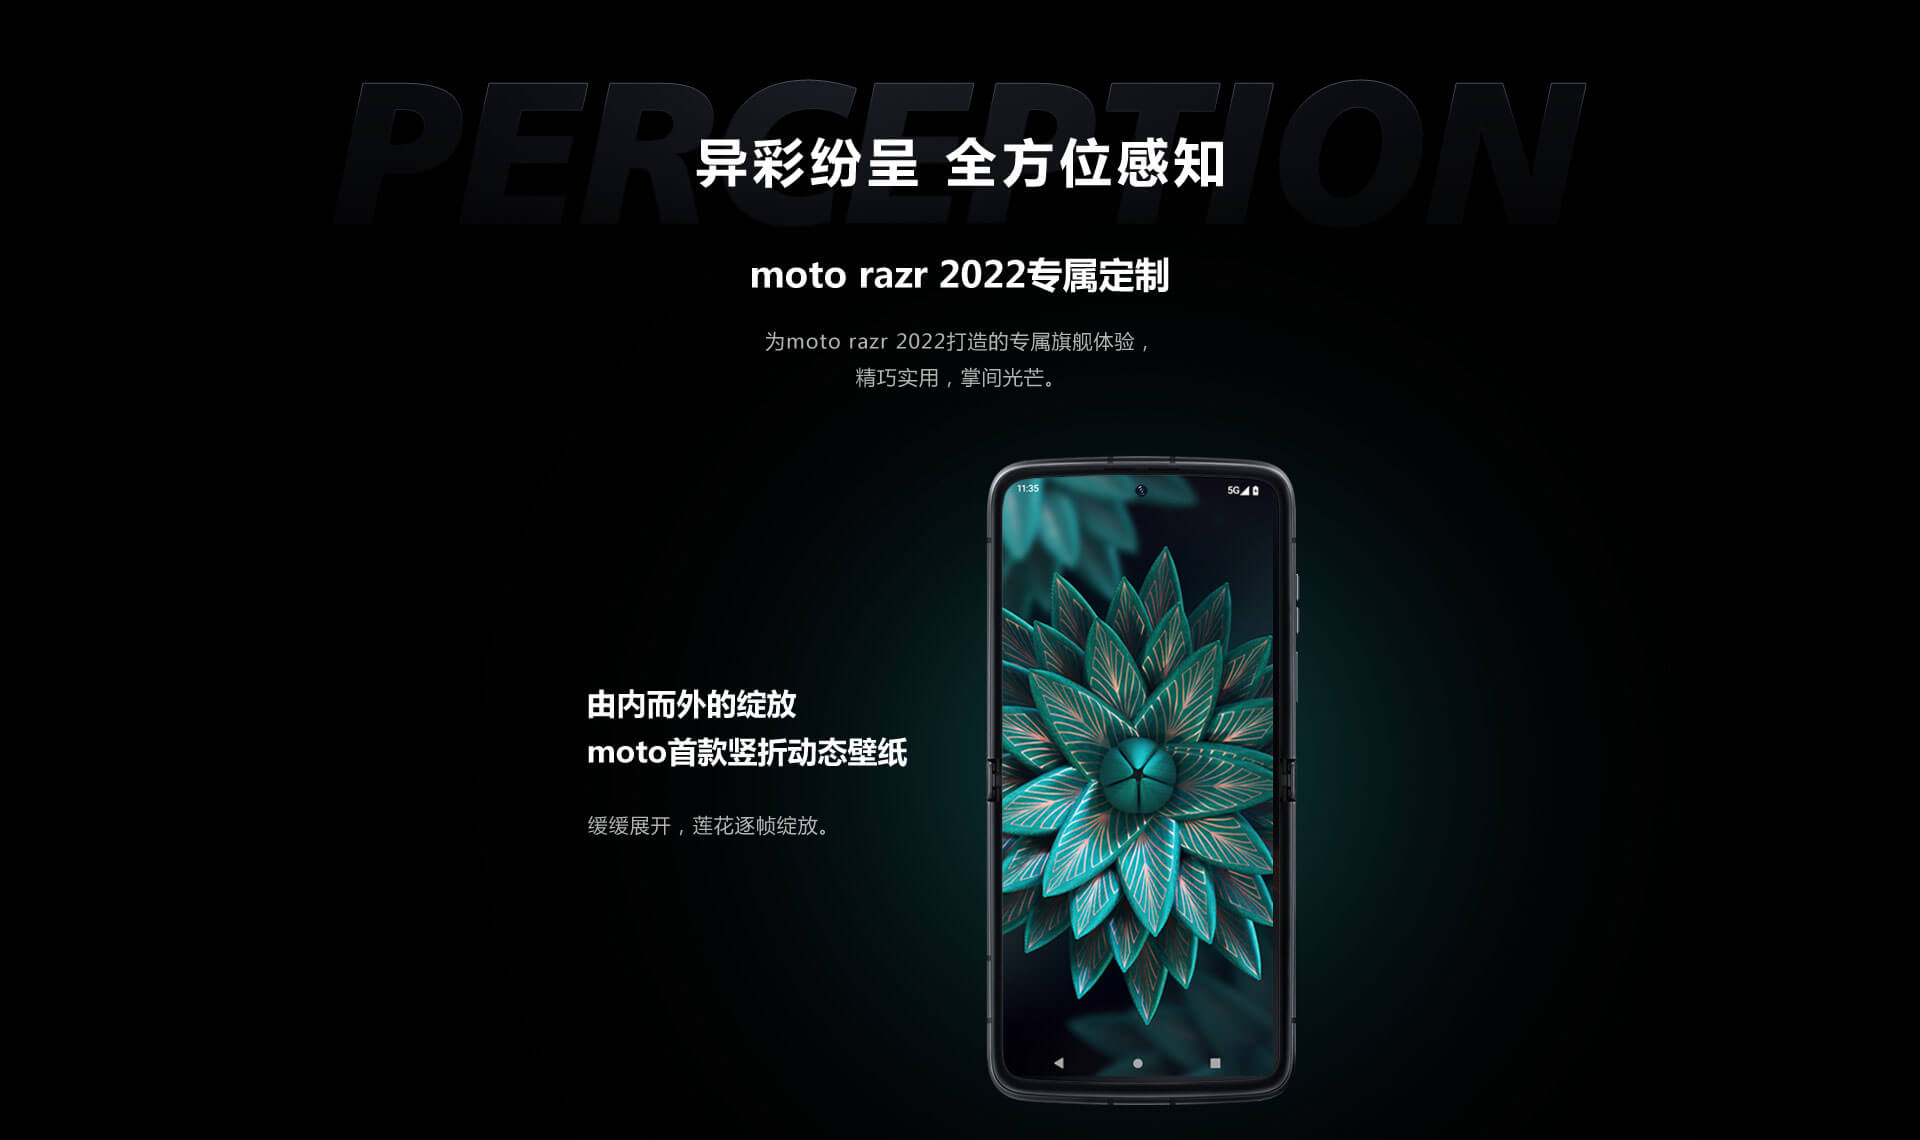 PERCEPTION
异彩纷呈 全方位感知
moto razr 2022专属定制
为moto razr 2022打造的专属旗舰体验，
精巧实用，掌间光芒。
11:35
5G
由内而外的绽放
moto首款竖折动态壁纸
缓缓展开，莲花逐帧绽放。